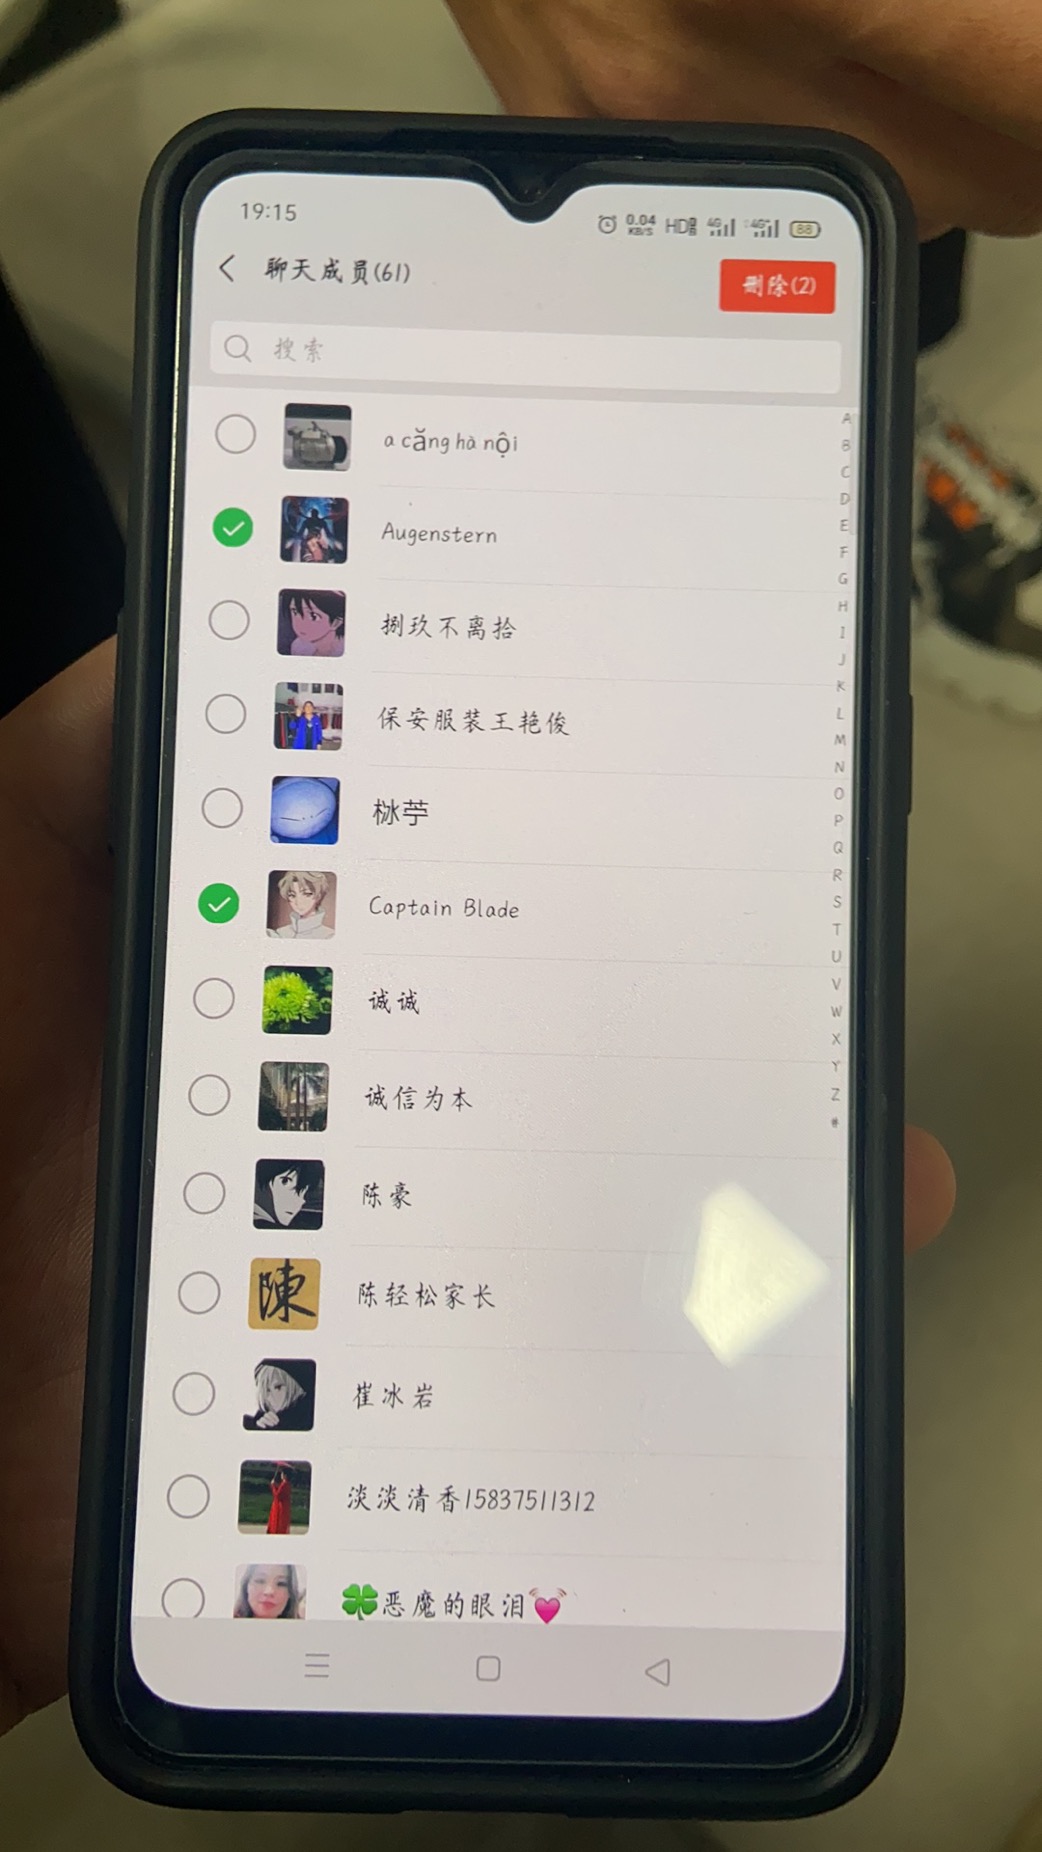 19:15
0.04 KB/S HD 4G 4G 88
聊天成员(61)
删除(2)
搜索
a căng hà nội
Augenstern
捌玖不离拾
保安服装王艳俊
Captain Blade
诚诚
诚信为本
陈豪
陳
陈轻松家长
崔冰岩
淡淡清香15837511312
🍀恶魔的眼泪💓
A
B
C
D
E
F
G
H
I
J
K
L
M
N
O
P
Q
R
S
T
U
V
W
X
Y
Z
#